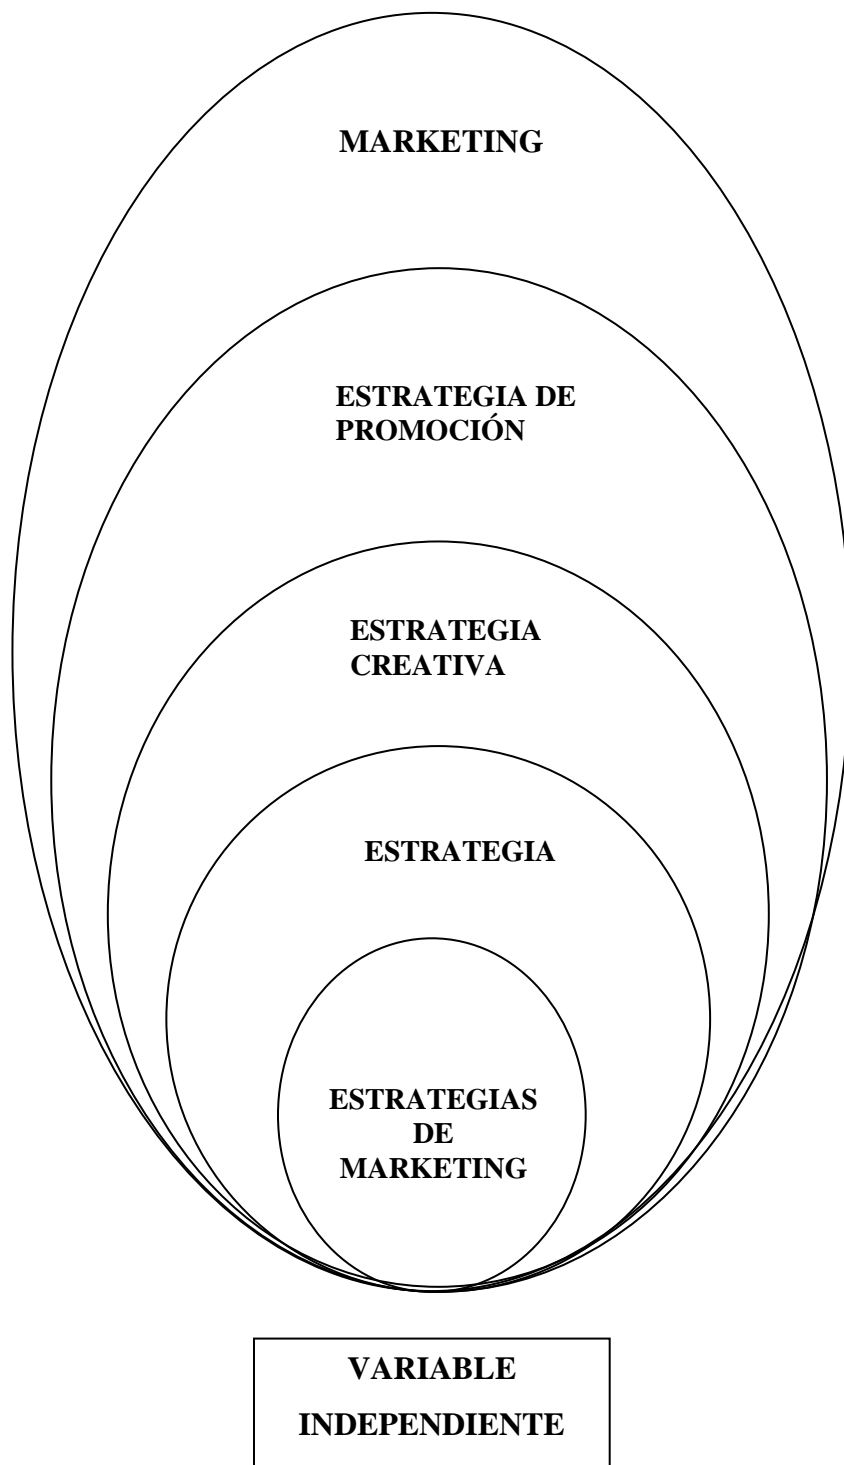 MARKETING
ESTRATEGIA DE
PROMOCIÓN
ESTRATEGIA
CREATIVA
ESTRATEGIA
ESTRATEGIAS
DE
MARKETING
VARIABLE
INDEPENDIENTE